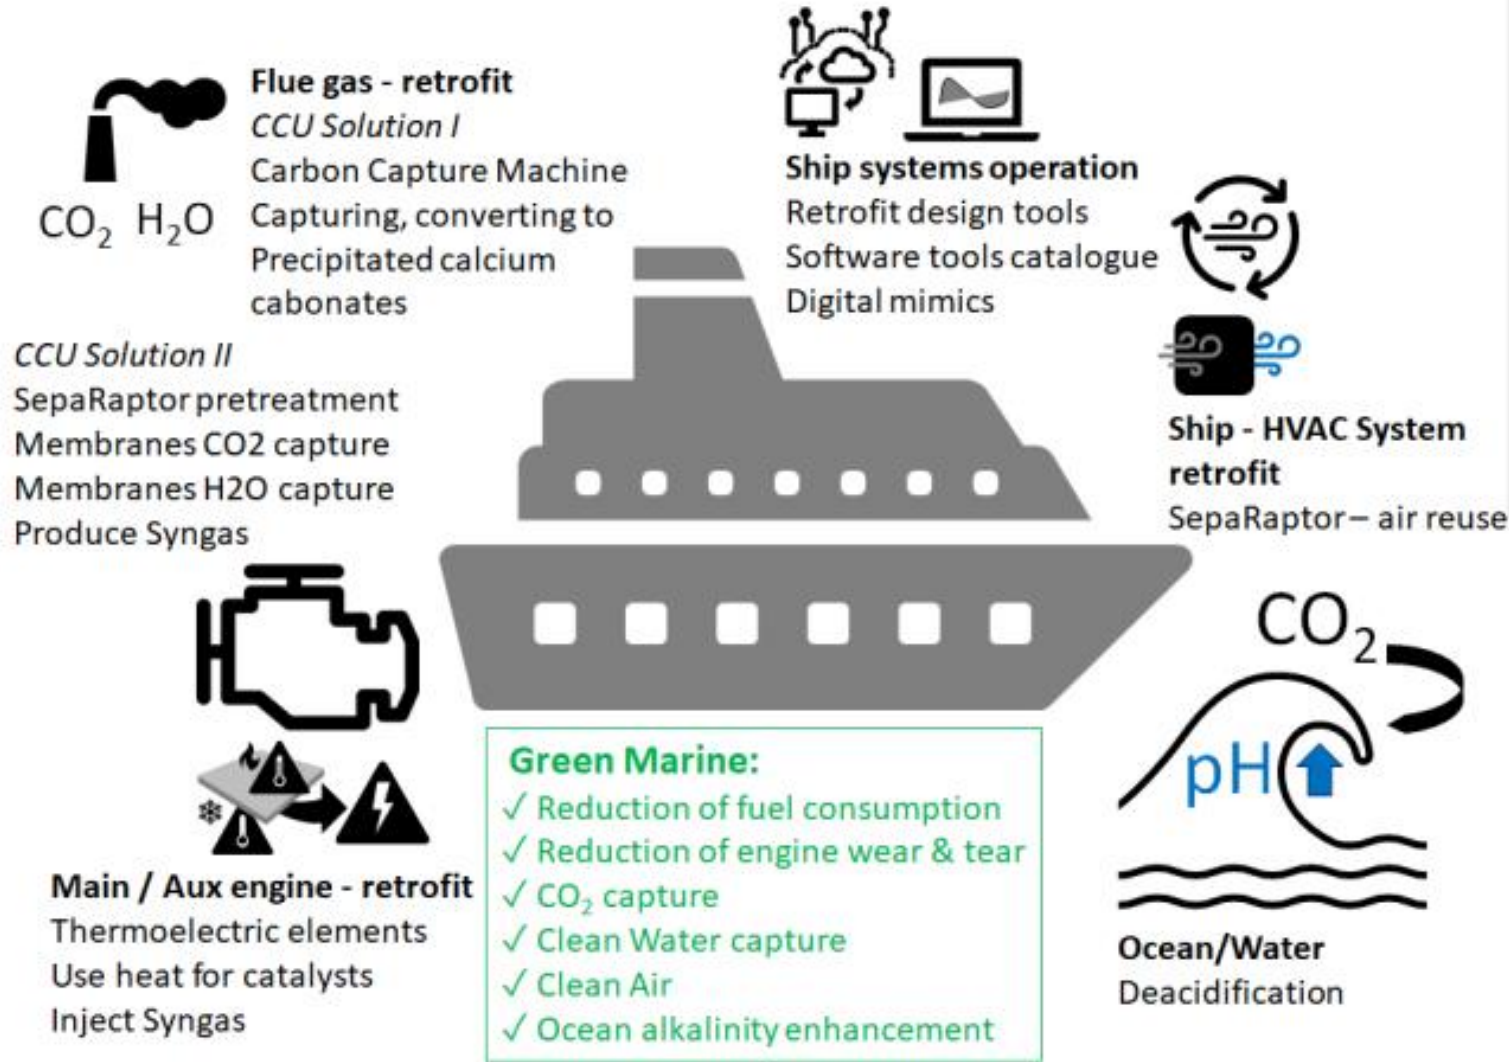 Flue gas - retrofit
CCU Solution I
Carbon Capture Machine
Capturing, converting to
Precipitated calcium
cabonates
CO₂ H₂O
CCU Solution II
SepaRaptor pretreatment
Membranes CO2 capture
Membranes H2O capture
Produce Syngas
Ship systems operation
Retrofit design tools
Software tools catalogue
Digital mimics
Ship - HVAC System
retrofit
SepaRaptor – air reuse
Main / Aux engine - retrofit
Thermoelectric elements
Use heat for catalysts
Inject Syngas
Green Marine:
✓ Reduction of fuel consumption
✓ Reduction of engine wear & tear
✓ CO₂ capture
✓ Clean Water capture
✓ Clean Air
✓ Ocean alkalinity enhancement
CO₂
pH
Ocean/Water
Deacidification